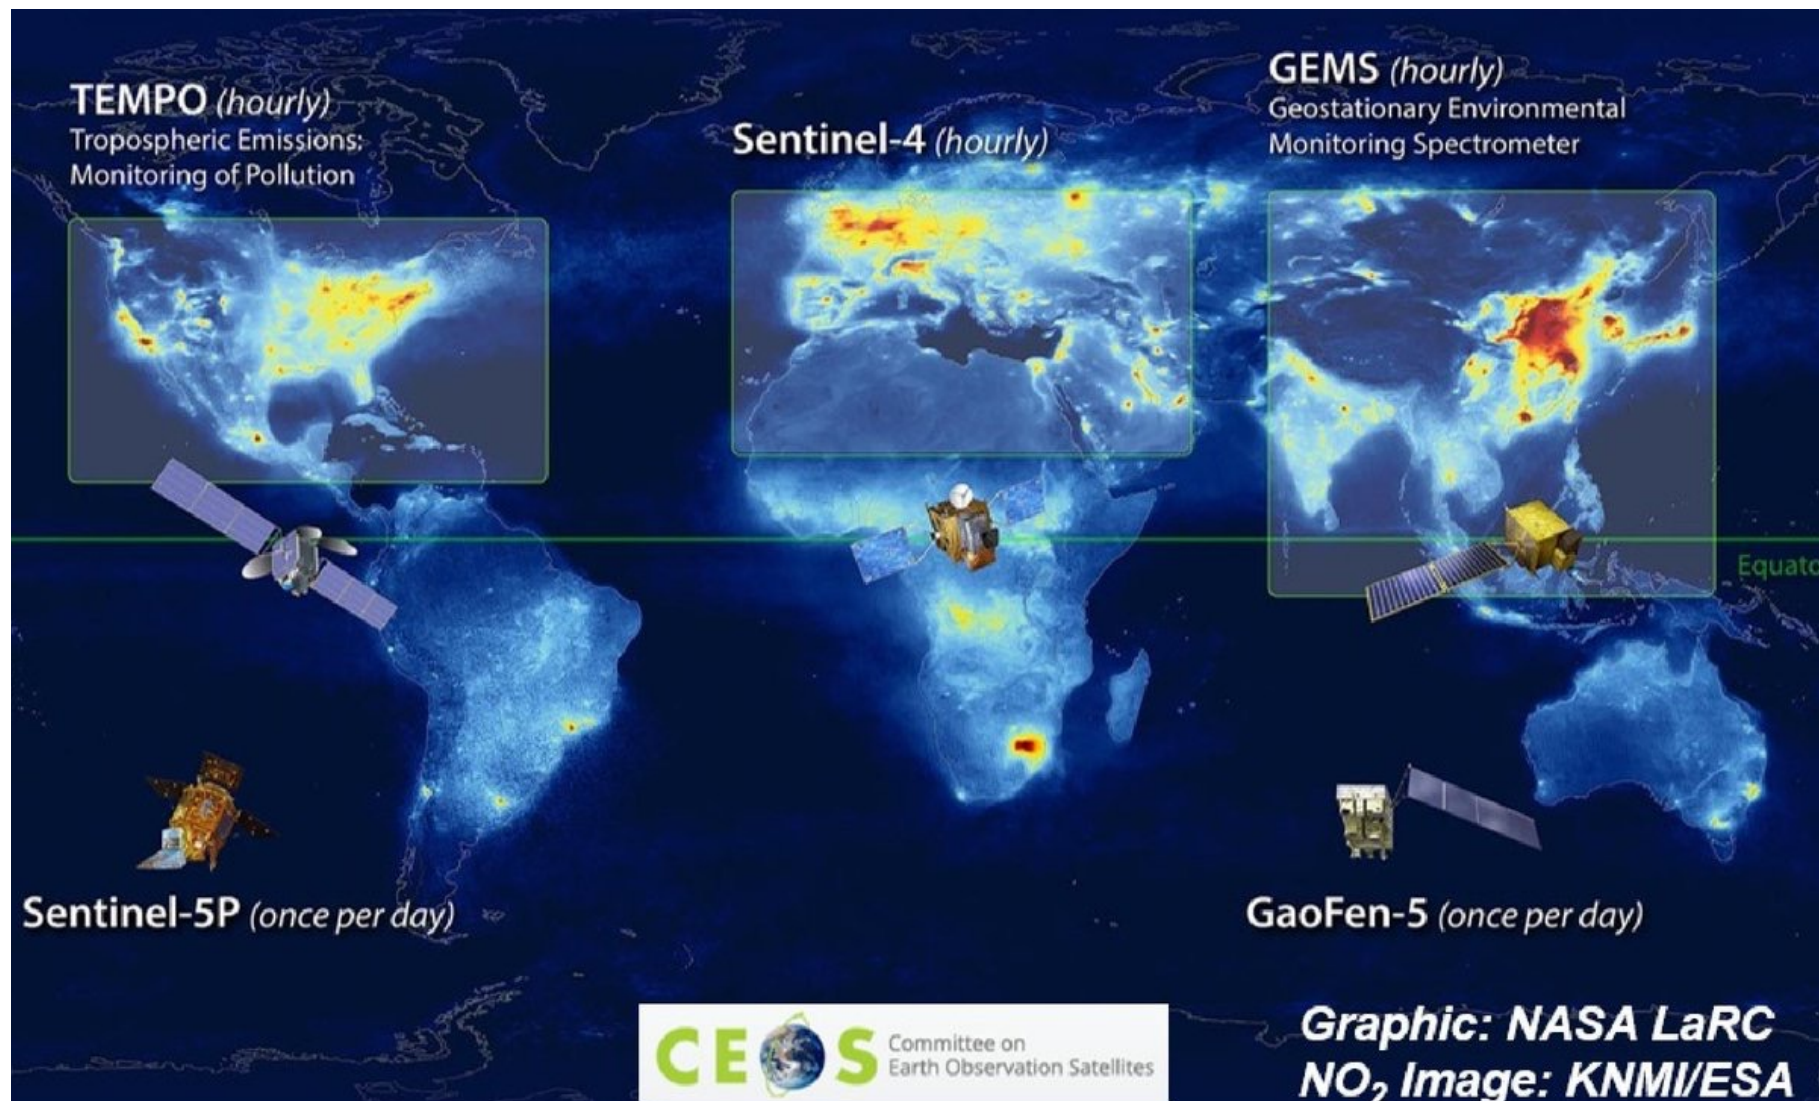 TEMPO (hourly)
Tropospheric Emissions:
Monitoring of Pollution
Sentinel-4 (hourly)
GEMS (hourly)
Geostationary Environmental
Monitoring Spectrometer
Equato
Sentinel-5P (once per day)
GaoFen-5 (once per day)
CEOS
Committee on
Earth Observation Satellites
Graphic: NASA LaRC
NO₂ Image: KNMI/ESA